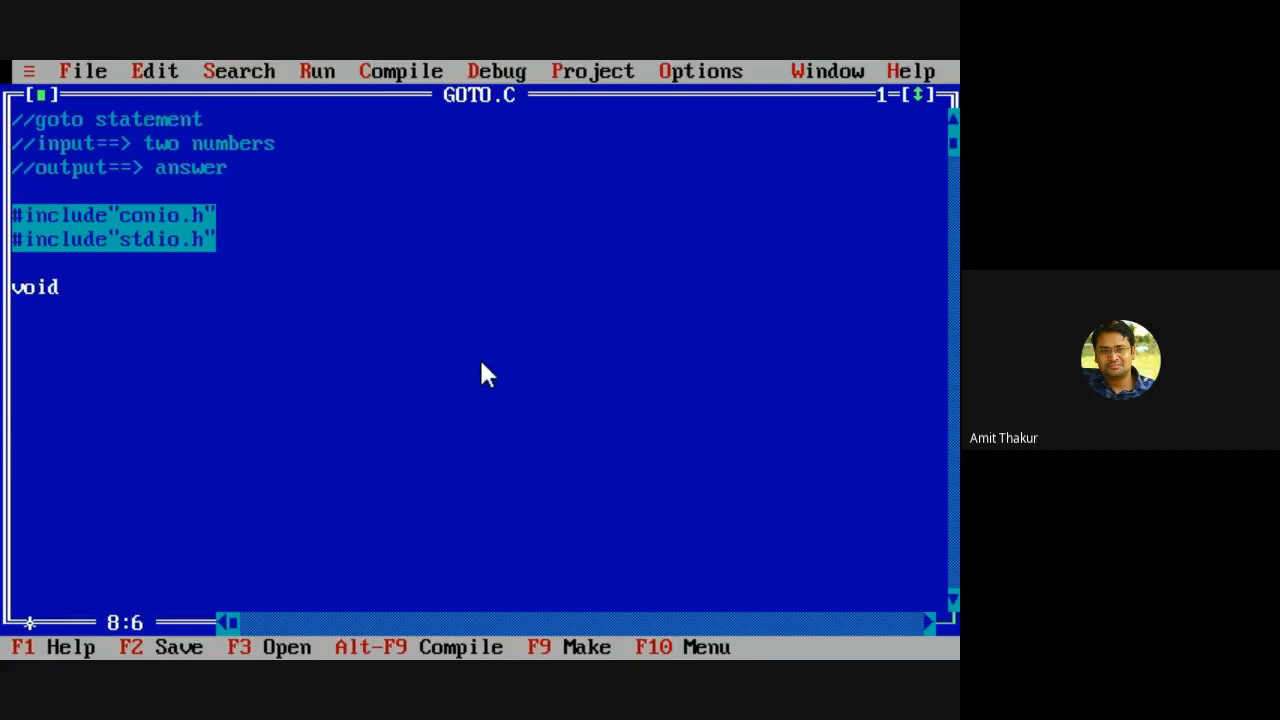 ≡ File Edit Search Run Compile Debug Project Options Window Help
[■] GOTO.C 1=[↕]
//goto statement
//input==> two numbers
//output==> answer
#include"conio.h"
#include"stdio.h"
void
8:6
F1 Help F2 Save F3 Open Alt-F9 Compile F9 Make F10 Menu
Amit Thakur